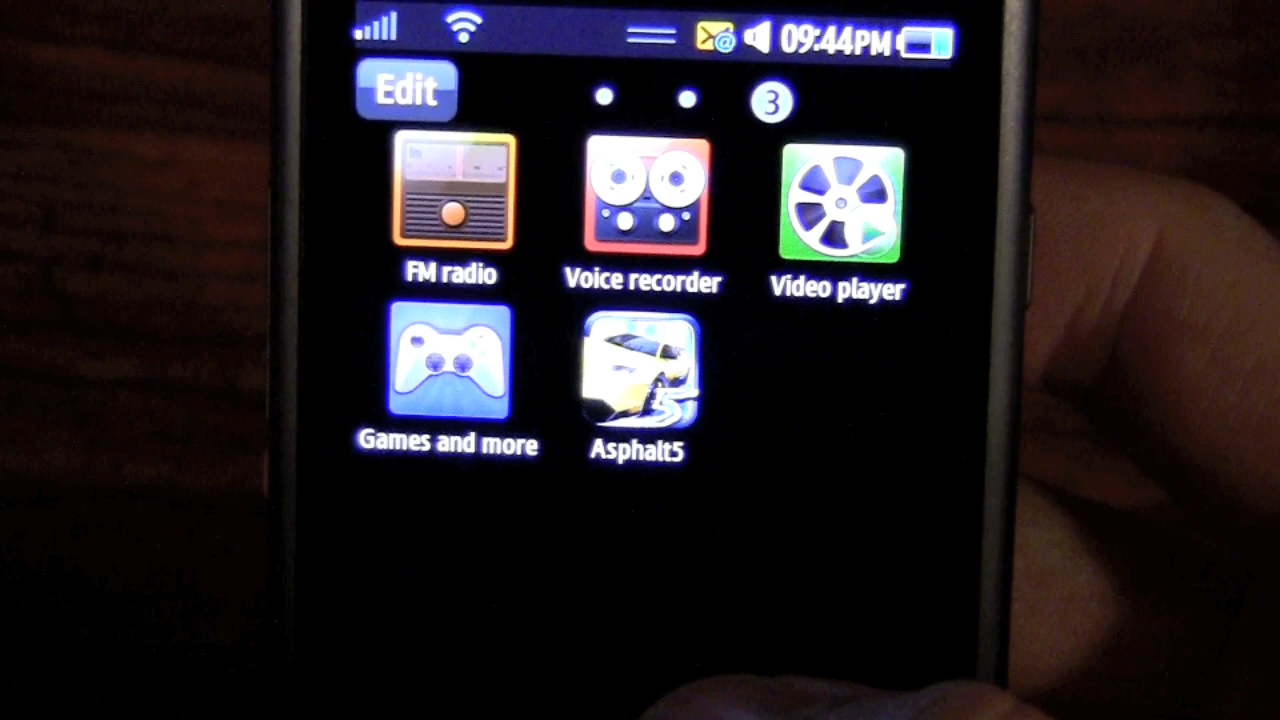 09:44PM
Edit
3
FM radio
Voice recorder
Video player
Games and more
Asphalt5